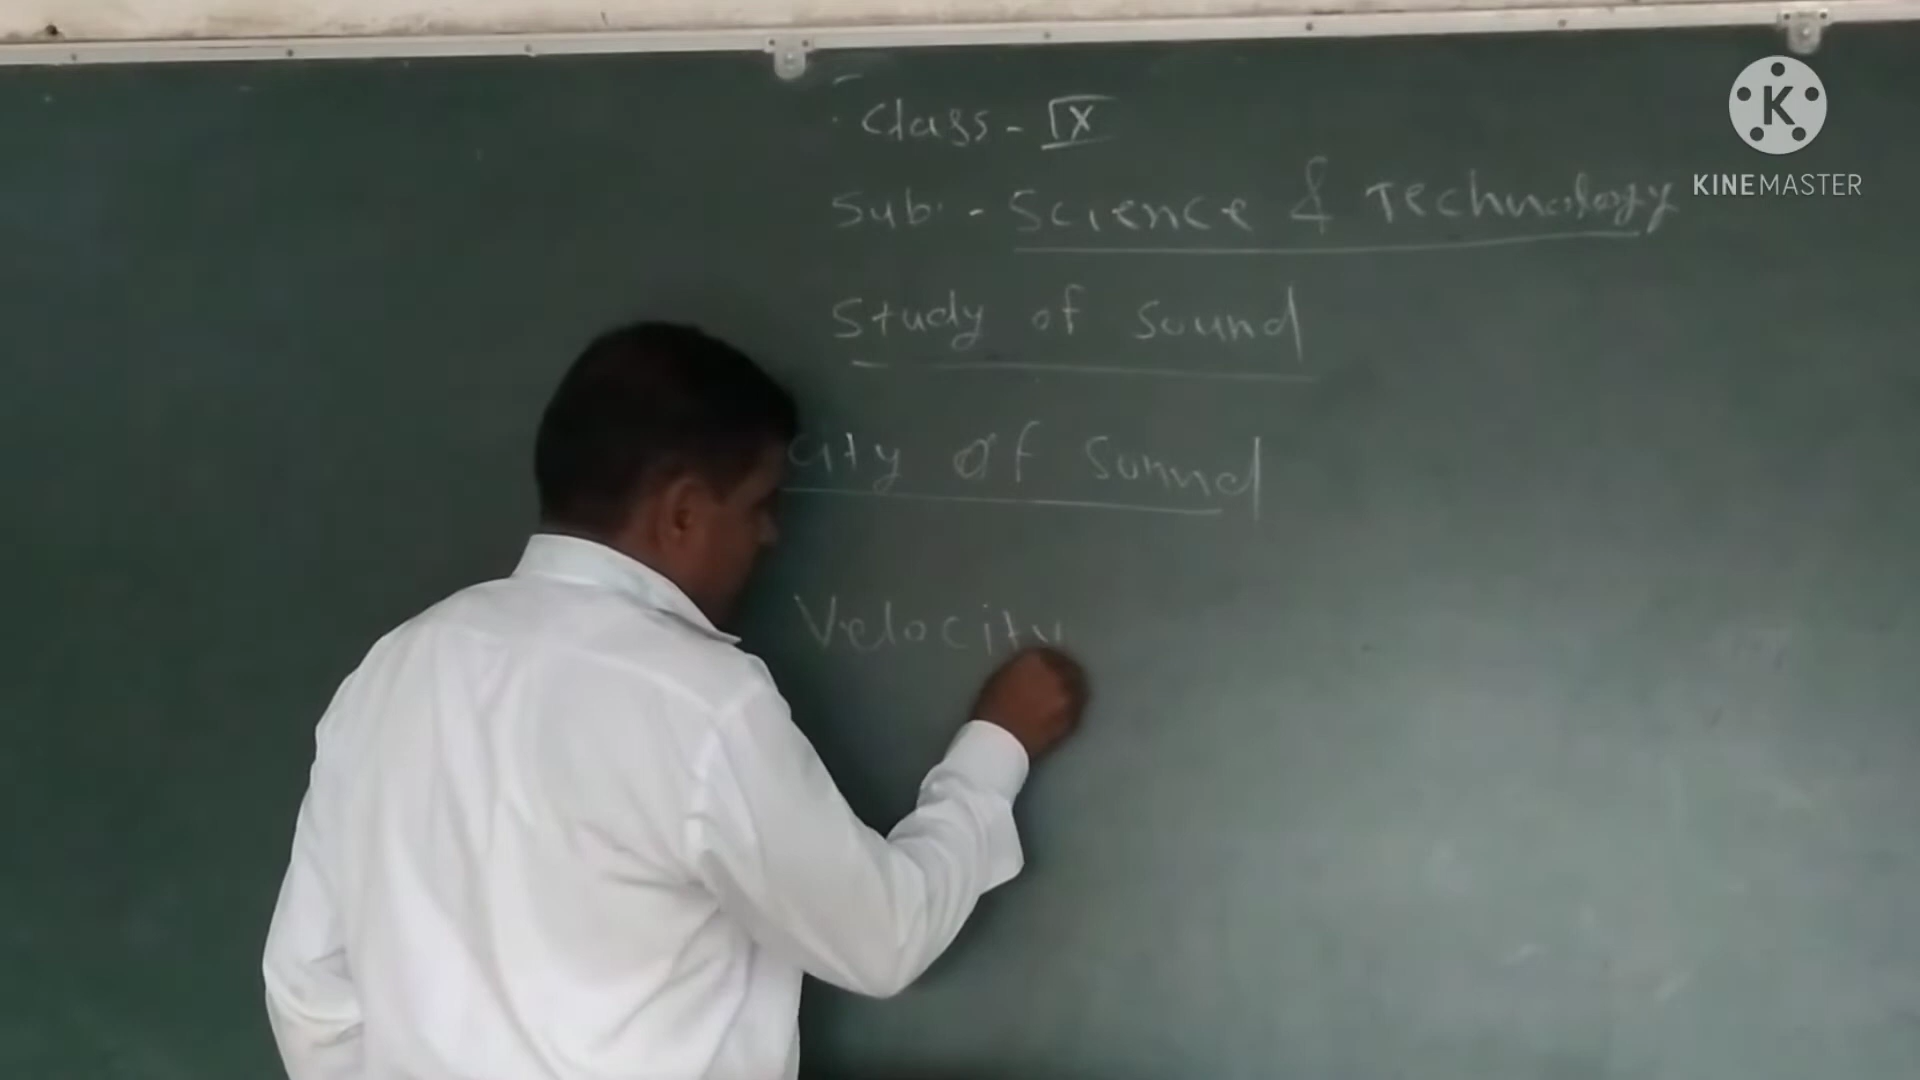 Class - IX
Sub. - Science & Technology
Study of Sound
city of Sound
Velocity
K
KINEMASTER